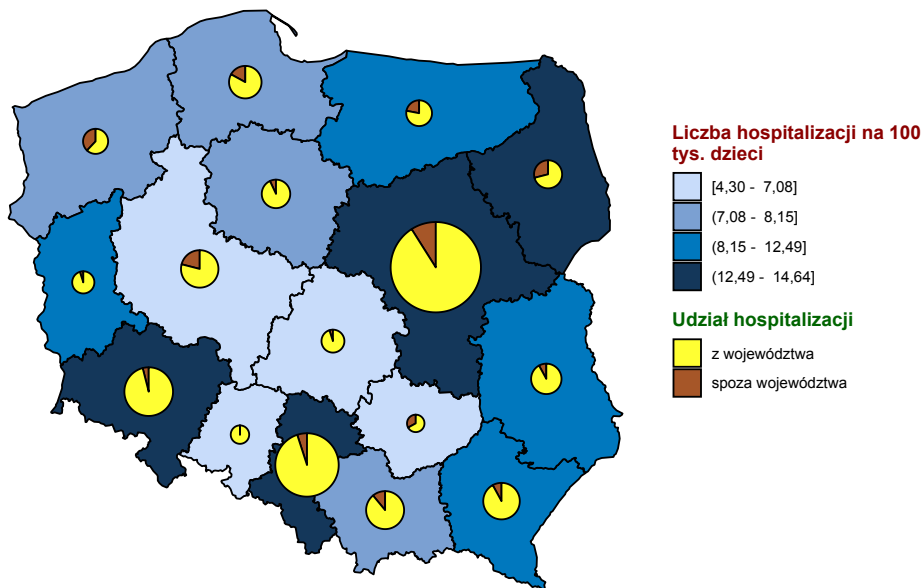 Liczba hospitalizacji na 100
tys. dzieci
[4,30 - 7,08]
(7,08 - 8,15]
(8,15 - 12,49]
(12,49 - 14,64]
Udział hospitalizacji
z województwa
spoza województwa